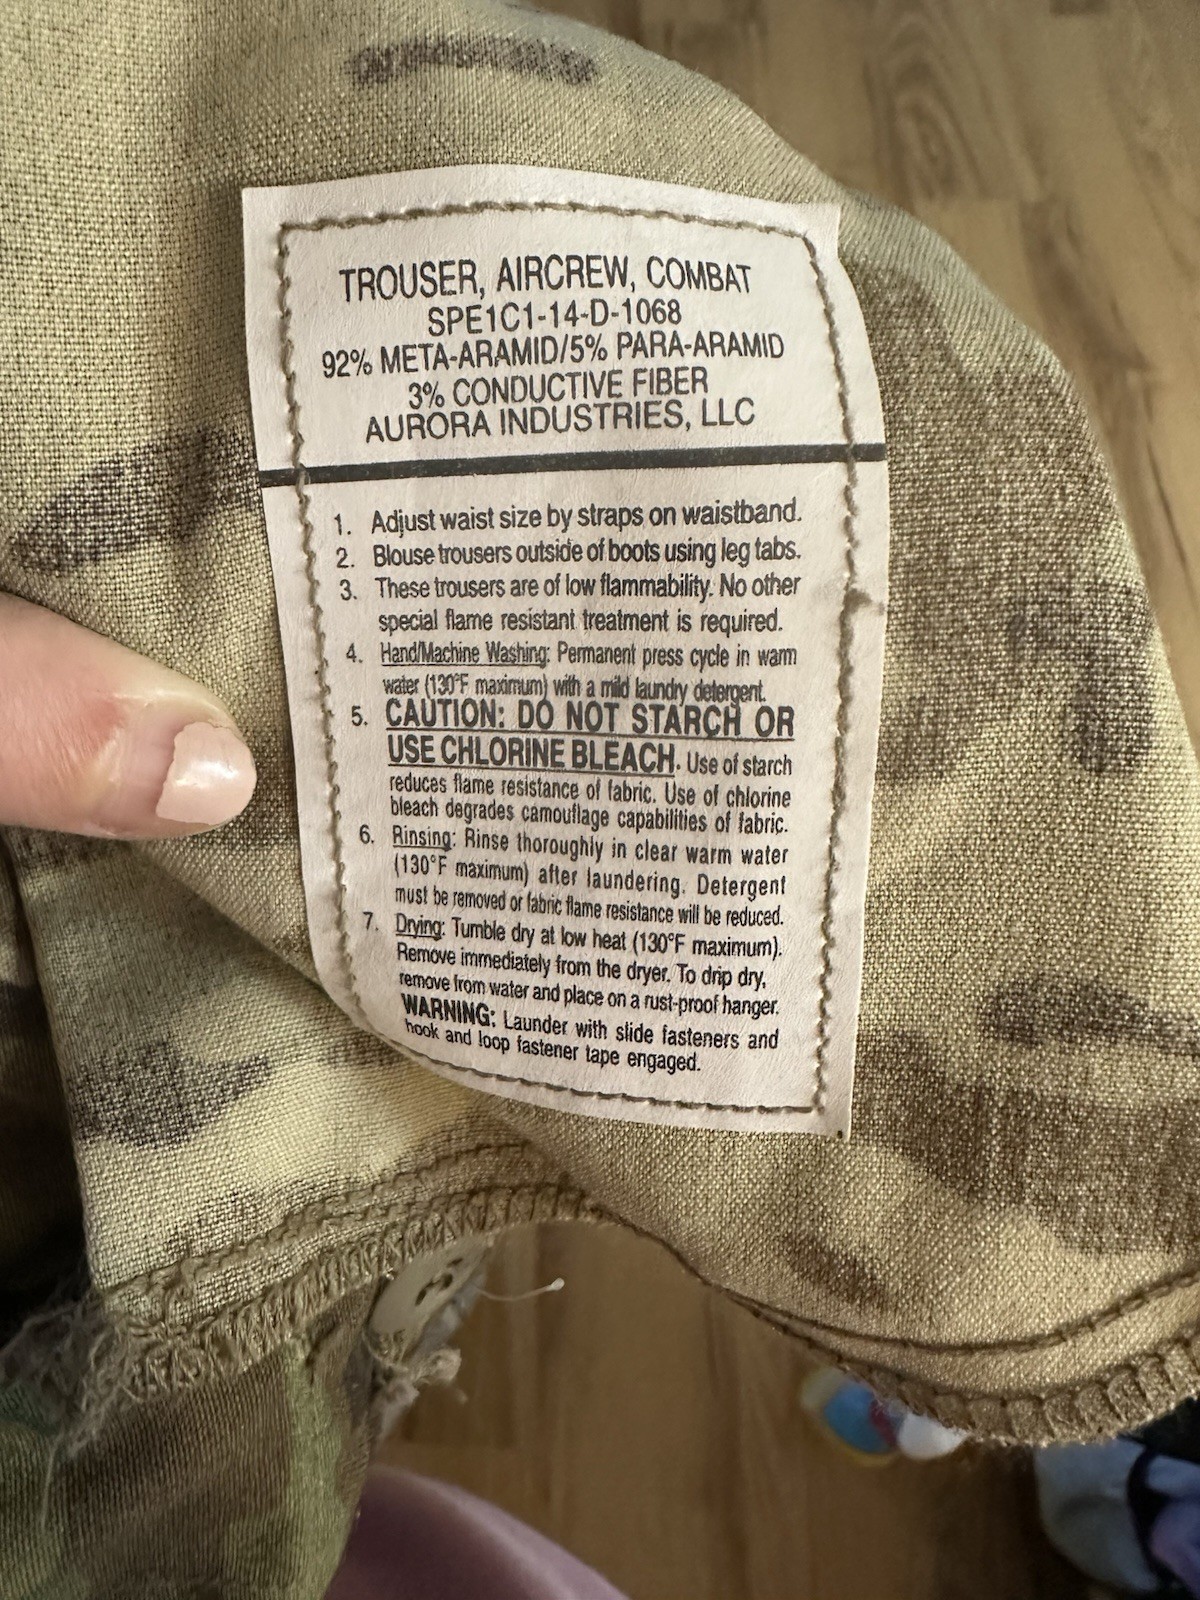 TROUSER, AIRCREW, COMBAT
SPE1C1-14-D-1068
92% META-ARAMID/5% PARA-ARAMID
3% CONDUCTIVE FIBER
AURORA INDUSTRIES, LLC
1. Adjust waist size by straps on waistband.
2. Blouse trousers outside of boots using leg tabs.
3. These trousers are of low flammability. No other
special flame resistant treatment is required.
4. Hand/Machine Washing: Permanent press cycle in warm
water (130°F maximum) with a mild laundry detergent.
5. CAUTION: DO NOT STARCH OR
USE CHLORINE BLEACH. Use of starch
reduces flame resistance of fabric. Use of chlorine
bleach degrades camouflage capabilities of fabric.
6. Rinsing: Rinse thoroughly in clear warm water
(130°F maximum) after laundering. Detergent
must be removed or fabric flame resistance will be reduced.
7. Drying: Tumble dry at low heat (130°F maximum).
Remove immediately from the dryer. To drip dry,
remove from water and place on a rust-proof hanger.
WARNING: Launder with slide fasteners and
hook and loop fastener tape engaged.